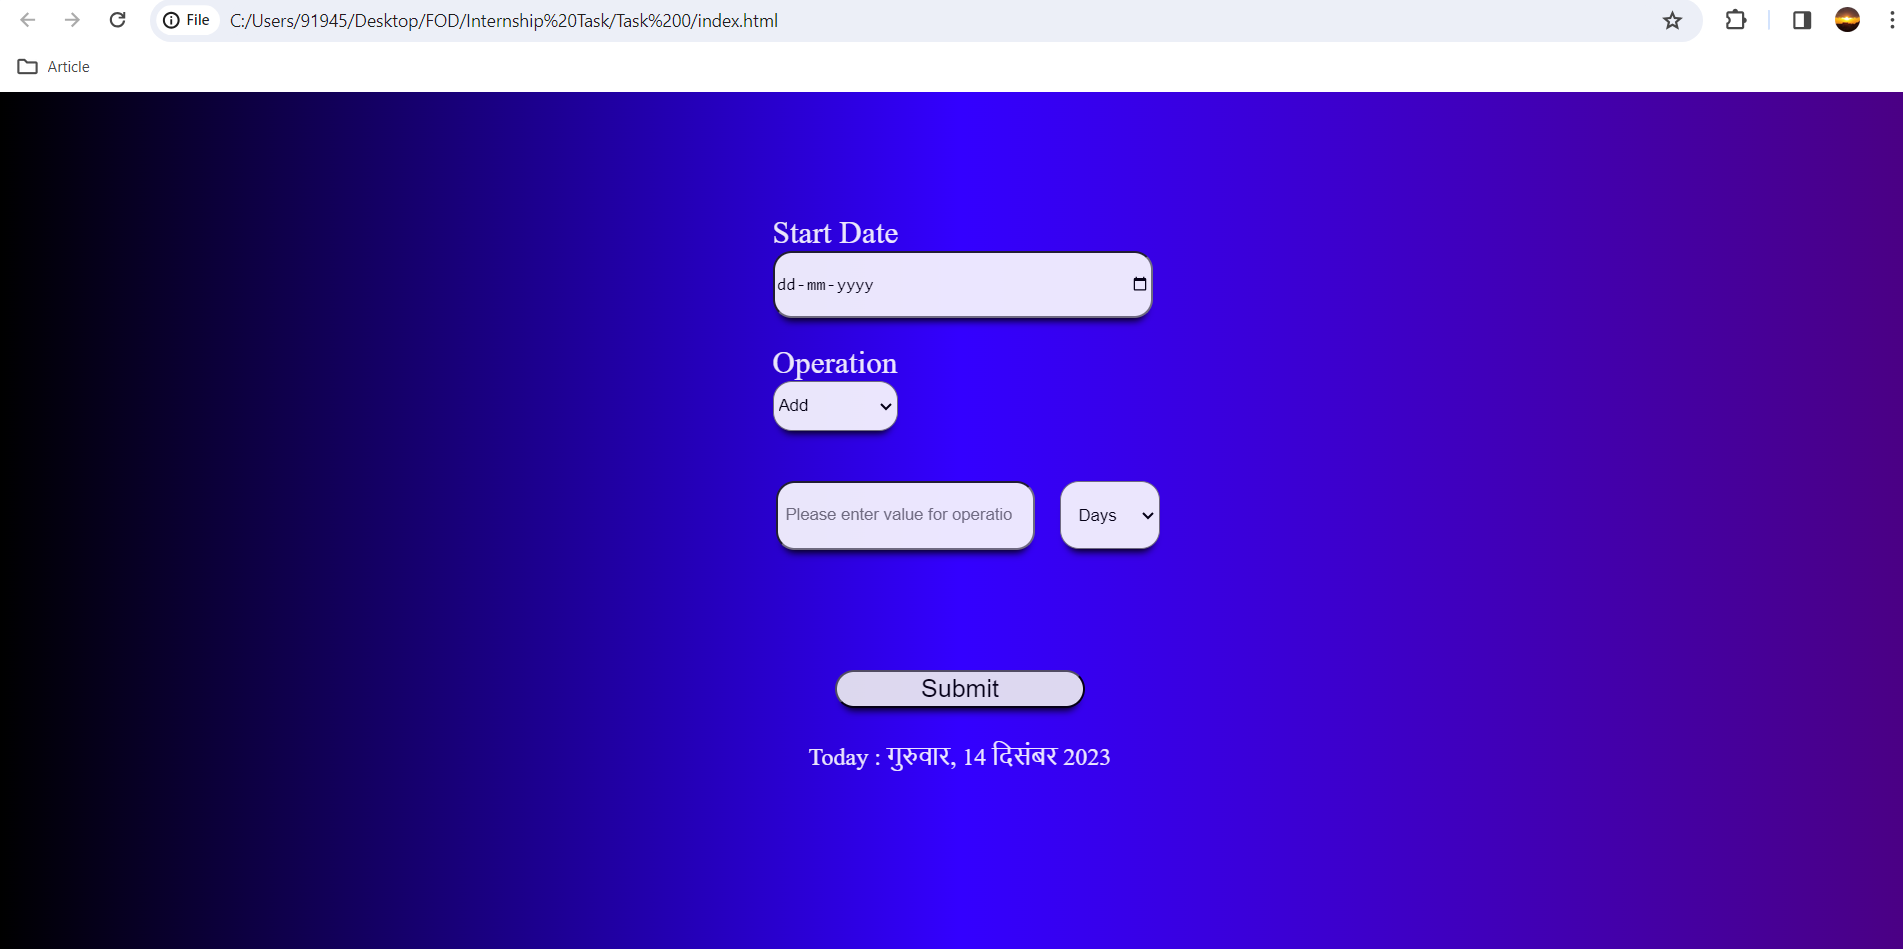 File C:/Users/91945/Desktop/FOD/Internship%20Task/Task%200/index.html
Article
Start Date
dd-mm-yyyy
Operation
Add
Please enter value for operatio Days
Submit
Today : गुरुवार, 14 दिसंबर 2023